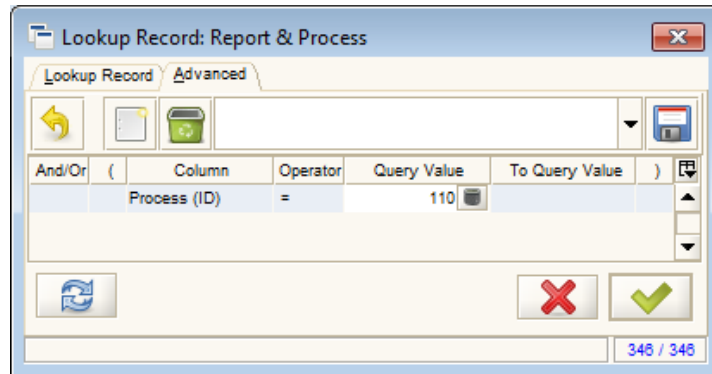 Lookup Record: Report & Process
Lookup Record Advanced
And/Or ( Column Operator Query Value To Query Value )
Process (ID) = 110
346 / 346